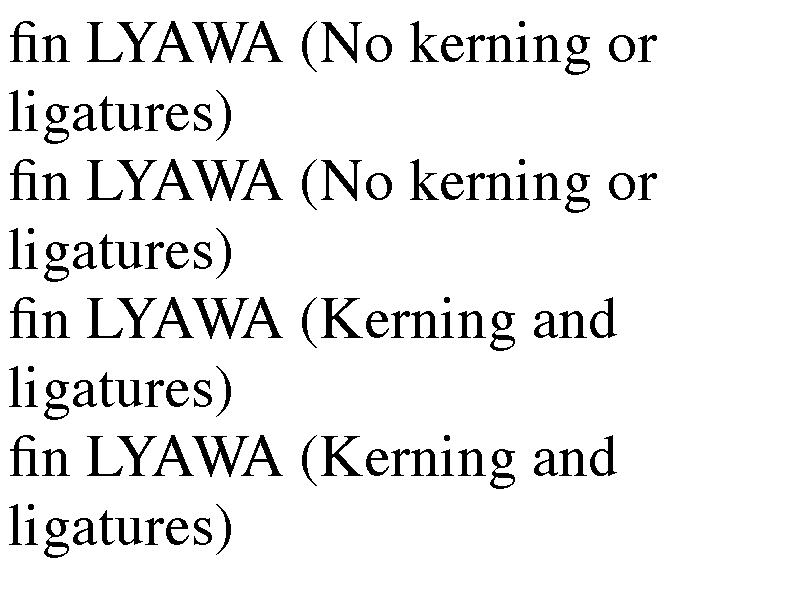 fin LYAWA (No kerning or
ligatures)
fin LYAWA (No kerning or
ligatures)
fin LYAWA (Kerning and
ligatures)
fin LYAWA (Kerning and
ligatures)